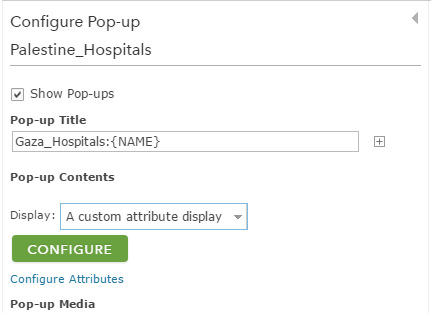 Configure Pop-up
Palestine_Hospitals
Show Pop-ups
Pop-up Title
Gaza_Hospitals:{NAME}
Pop-up Contents
Display: A custom attribute display
CONFIGURE
Configure Attributes
Pop-up Media